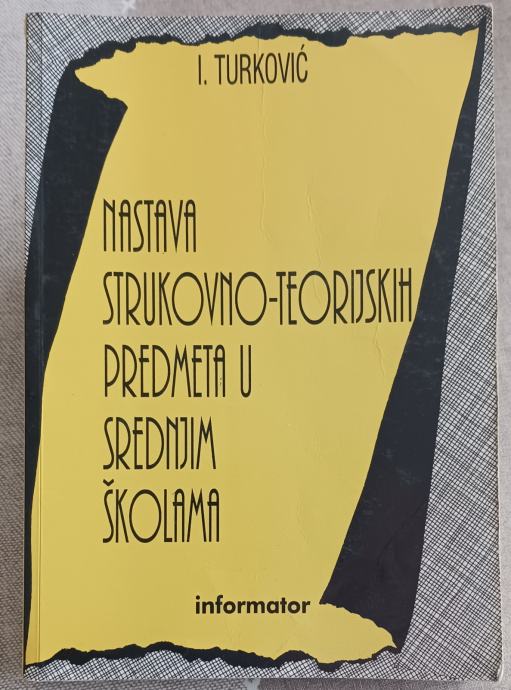 I. TURKOVIĆ
NASTAVA
STRUKOVNO-TEORIJSKIH
PREDMETA U
SREDNJIM
ŠKOLAMA
informator